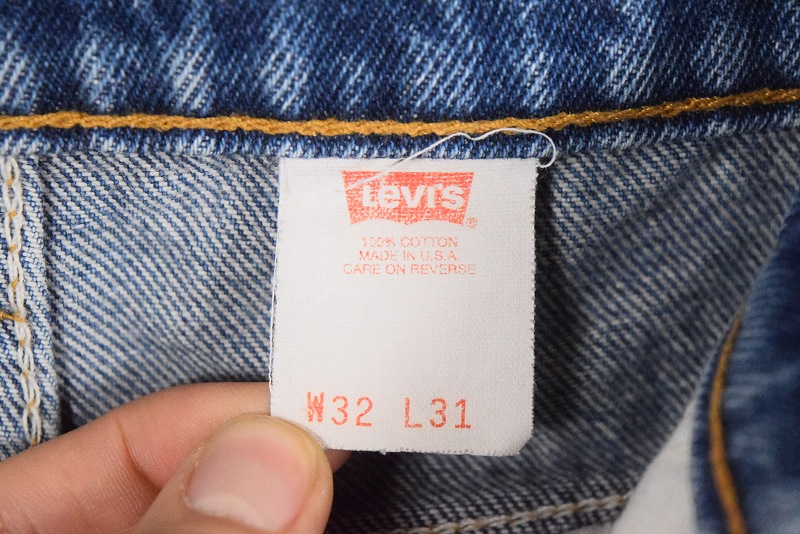 Levi's ®
100% COTTON
MADE IN U.S.A.
CARE ON REVERSE
W32 L31